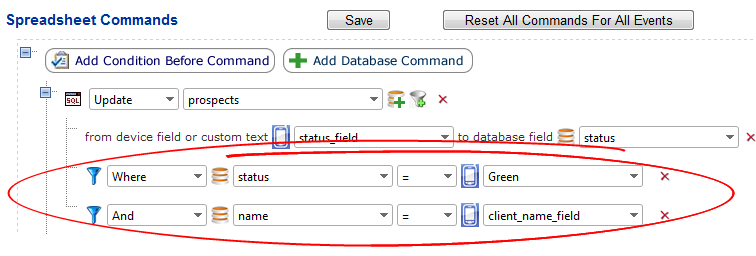 Spreadsheet Commands Save Reset All Commands For All Events
Add Condition Before Command Add Database Command
SQL Update prospects
from device field or custom text status_field to database field status
Where status = Green
And name = client_name_field